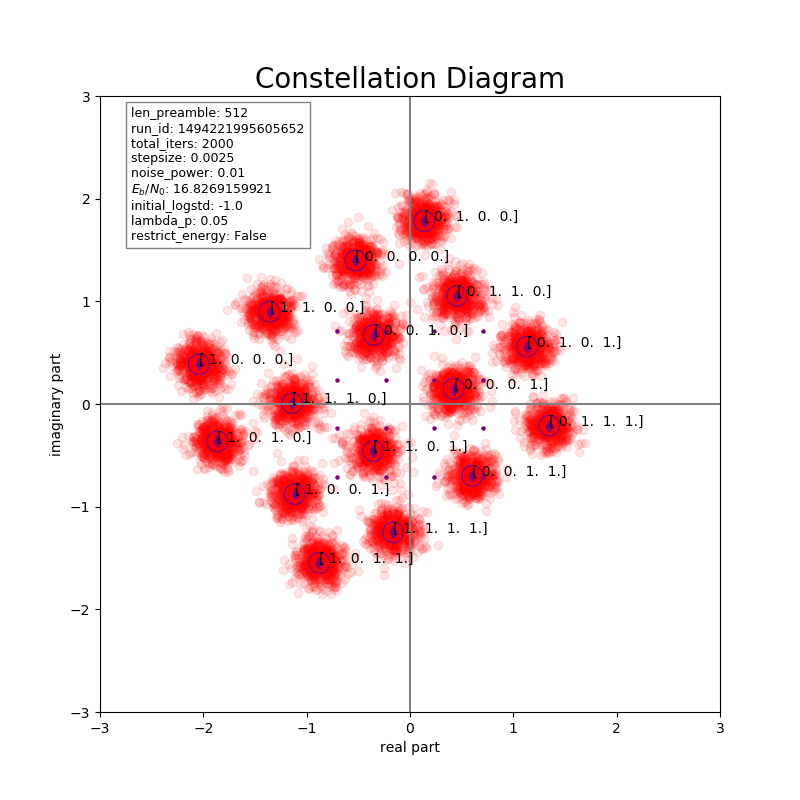 Constellation Diagram
len_preamble: 512
run_id: 1494221995605652
total_iters: 2000
stepsize: 0.0025
noise_power: 0.01
E_b/N_0: 16.8269159921
initial_logstd: -1.0
lambda_p: 0.05
restrict_energy: False
3
2
1
0
−1
−2
−3
imaginary part
[ 0. 1. 0. 0.]
[ 0. 0. 0. 0.]
[ 0. 1. 1. 0.]
[ 1. 1. 0. 0.]
[ 0. 0. 1. 0.]
[ 0. 1. 0. 1.]
[ 1. 0. 0. 0.]
[ 0. 0. 0. 1.]
[ 1. 1. 1. 0.]
[ 0. 1. 1. 1.]
[ 1. 0. 1. 0.]
[ 1. 1. 0. 1.]
[ 0. 0. 1. 1.]
[ 1. 0. 0. 1.]
[ 1. 1. 1. 1.]
[ 1. 0. 1. 1.]
−3 −2 −1 0 1 2 3
real part